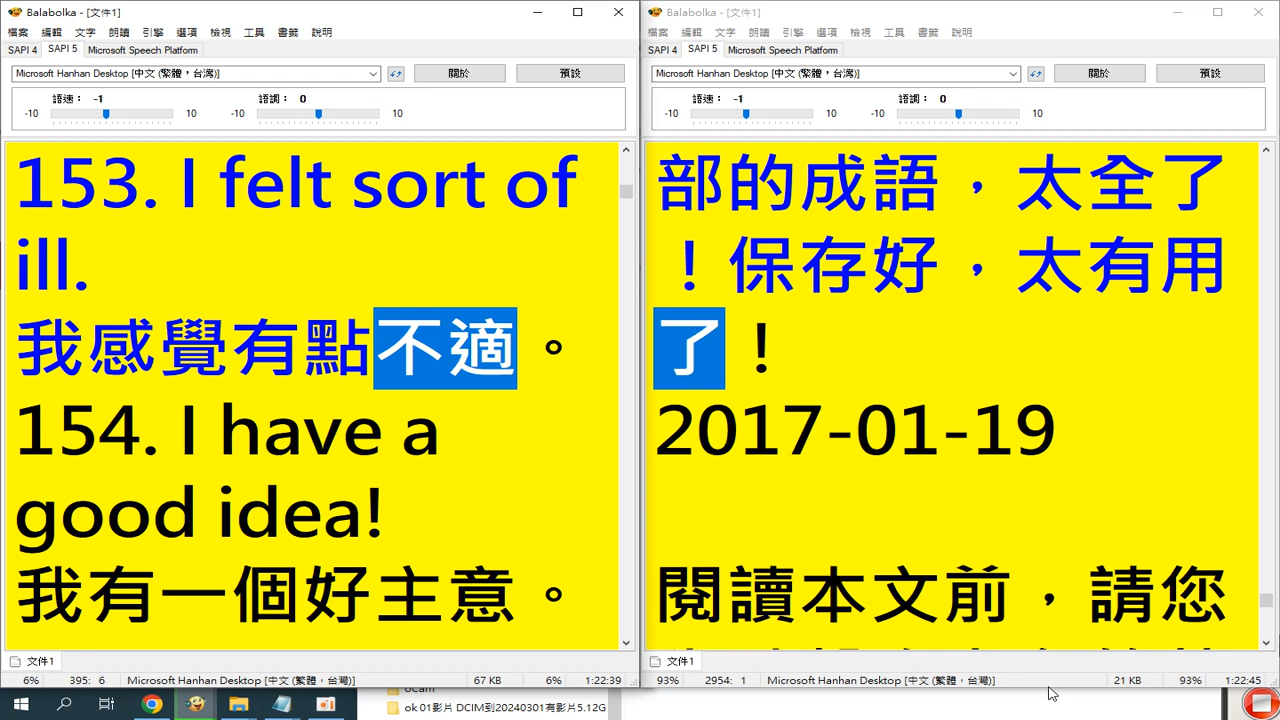 Balabolka - [文件1]
檔案 編輯 文字 朗讀 引擎 選項 檢視 工具 書籤 說明
SAPI 4 SAPI 5 Microsoft Speech Platform
Microsoft Hanhan Desktop [中文 (繁體，台灣)] 關於 預設
語速： -1 語調： 0
-10 10 -10 10
153. I felt sort of
ill.
我感覺有點不適。
154. I have a
good idea!
我有一個好主意。
文件1
6% 395: 6 Microsoft Hanhan Desktop [中文 (繁體，台灣)] 67 KB 6% 1:22:39
Balabolka - [文件1]
檔案 編輯 文字 朗讀 引擎 選項 檢視 工具 書籤 說明
SAPI 4 SAPI 5 Microsoft Speech Platform
Microsoft Hanhan Desktop [中文 (繁體，台灣)] 關於 預設
語速： -1 語調： 0
-10 10 -10 10
部的成語，太全了
！保存好，太有用
了！
2017-01-19
閱讀本文前，請您
文件1
93% 2954: 1 Microsoft Hanhan Desktop [中文 (繁體，台灣)] 21 KB 93% 1:22:45
oCam
ok 01影片 DCIM到20240301有影片5.12G